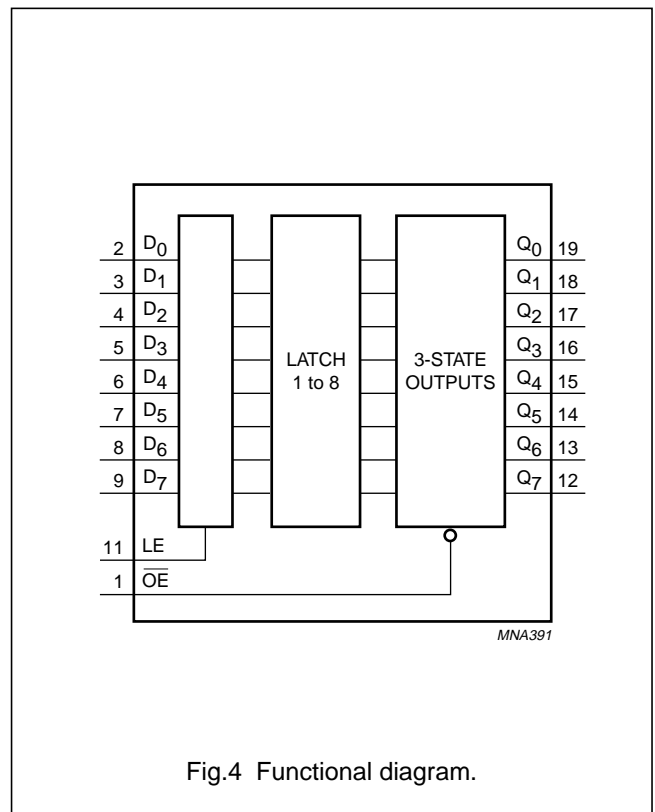 2 D0 Q0 19
3 D1 Q1 18
4 D2 Q2 17
5 D3 Q3 16
6 D4 Q4 15
7 D5 Q5 14
8 D6 Q6 13
9 D7 Q7 12
LATCH
1 to 8
3-STATE
OUTPUTS
11 LE
1 O̅E̅
MNA391
Fig.4 Functional diagram.